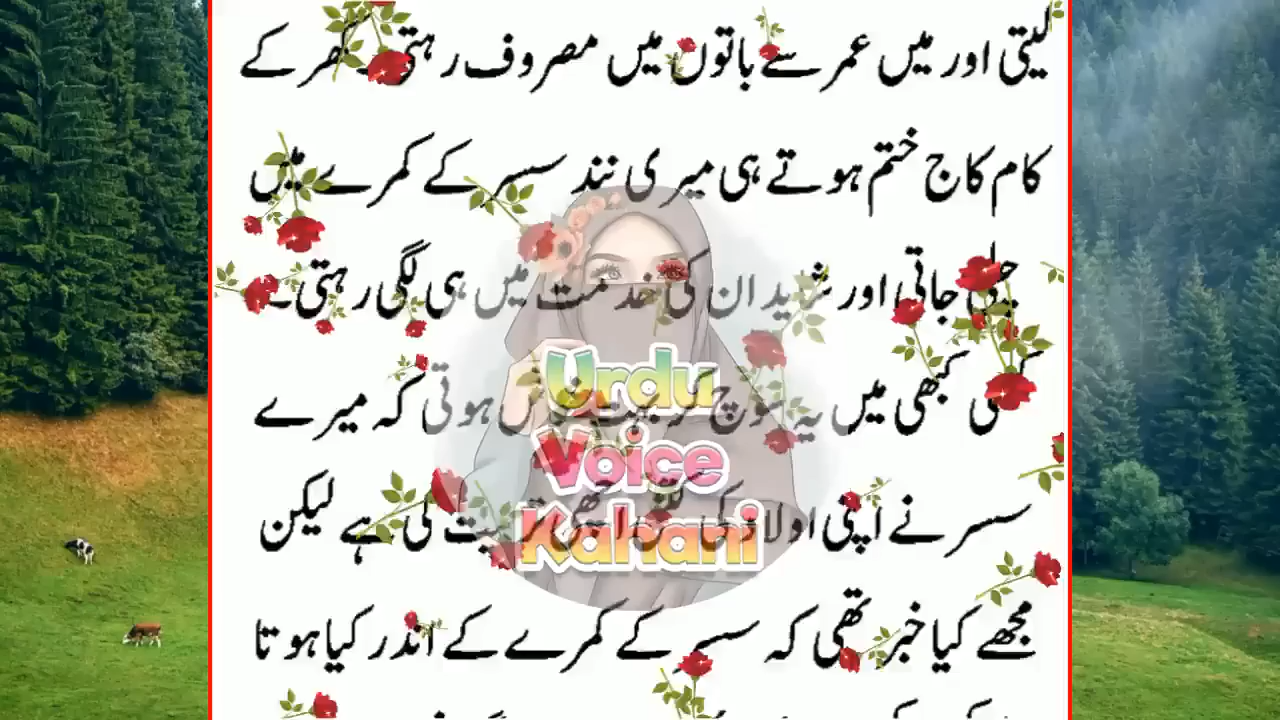 لیتی اور میں عمر سے باتوں میں مصروف رہتی۔ گھر کے
کام کاج ختم ہوتے ہی میری نند سسر کے کمرے میں
چلی جاتی اور شاید ان کی خدمت میں ہی لگی رہتی۔
کبھی کبھی میں یہ سوچ کر بہت خوش ہوتی کہ میرے
سسر نے اپنی اولاد کی کتنی اچھی تربیت کی ہے لیکن
مجھے کیا خبر تھی کہ سسر کے کمرے کے اندر کیا ہوتا
Urdu
Voice
Kahani